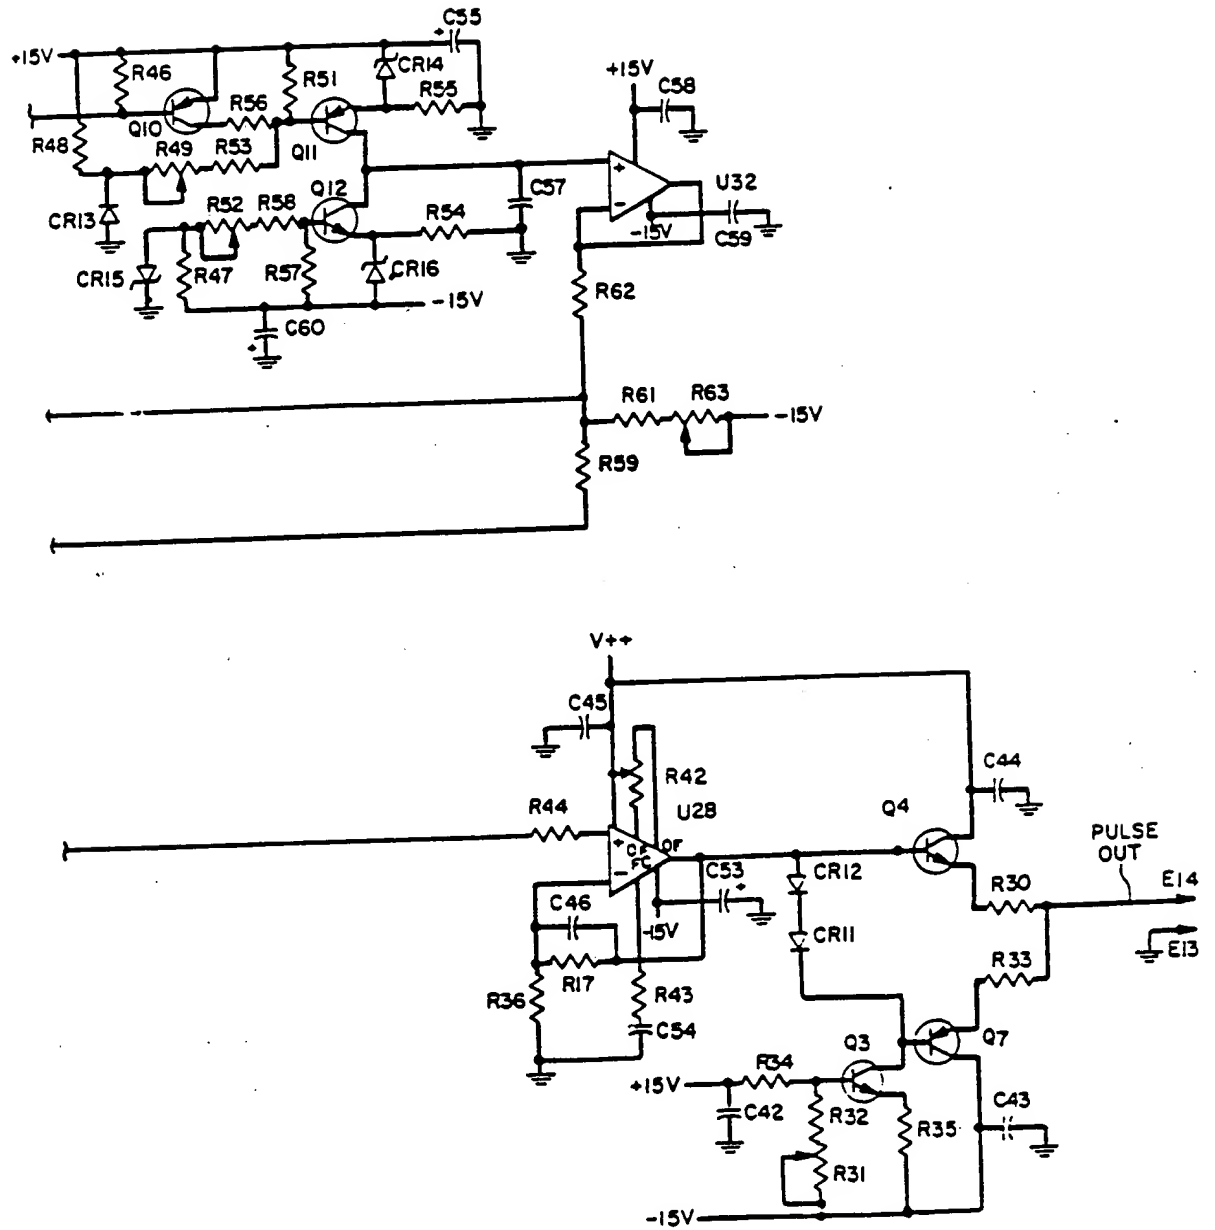 C55
+
+15V
R46
R51
CR14
R55
+15V
C58
R56
Q10
Q11
R48
R49
R53
U32
+
−
CR13
Q12
R52
R58
R54
C57
−15V
C59
CR15
R47
R57
CR16
−15V
C60
+
R62
R61
R63
−15V
R59
V++
C45
R42
U28
C44
R44
Q4
+
CF
OF
FC
−
C53
+
CR12
PULSE
OUT
E14
R30
C46
−15V
CR11
E13
R17
R33
R36
R43
C54
Q3
Q7
R34
+15V
C42
R32
R35
C43
R31
−15V